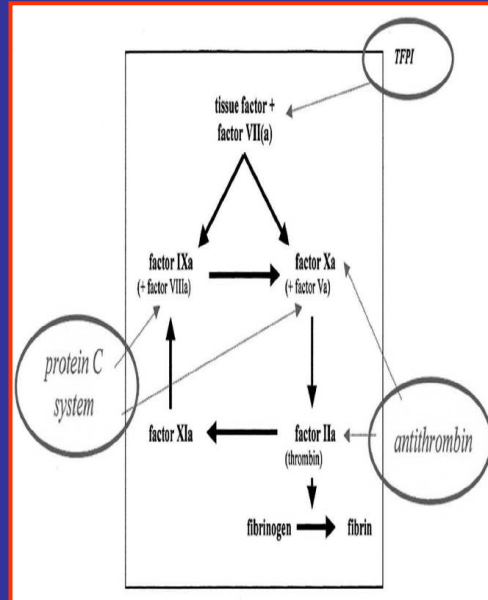 TFPI
tissue factor +
factor VII(a)
factor IXa
(+ factor VIIIa)
factor Xa
(+ factor Va)
protein C
system
factor XIa
factor IIa
(thrombin)
antithrombin
fibrinogen
fibrin